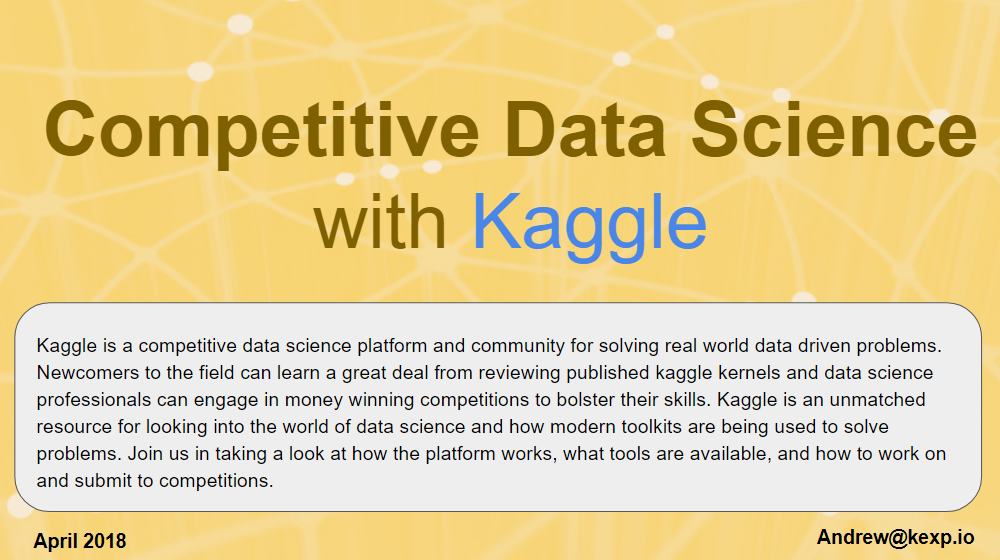 Competitive Data Science
with Kaggle
Kaggle is a competitive data science platform and community for solving real world data driven problems.
Newcomers to the field can learn a great deal from reviewing published kaggle kernels and data science
professionals can engage in money winning competitions to bolster their skills. Kaggle is an unmatched
resource for looking into the world of data science and how modern toolkits are being used to solve
problems. Join us in taking a look at how the platform works, what tools are available, and how to work on
and submit to competitions.
April 2018
Andrew@kexp.io